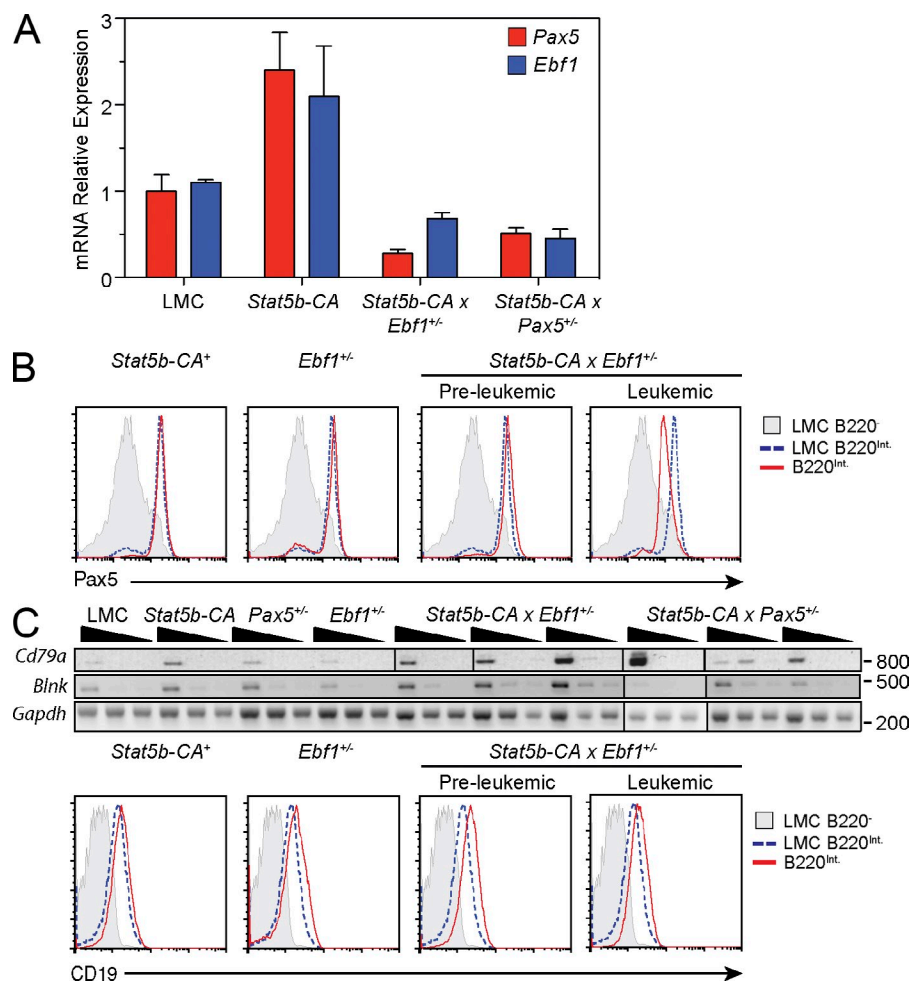 A
mRNA Relative Expression
3
2
1
0
Pax5
Ebf1
LMC
Stat5b-CA
Stat5b-CA x
Ebf1+/-
Stat5b-CA x
Pax5+/-
B
Stat5b-CA+
Ebf1+/-
Stat5b-CA x Ebf1+/-
Pre-leukemic
Leukemic
LMC B220-
LMC B220Int.
B220Int.
Pax5
C
LMC Stat5b-CA Pax5+/- Ebf1+/- Stat5b-CA x Ebf1+/- Stat5b-CA x Pax5+/-
Cd79a - 800
Blnk - 500
Gapdh - 200
Stat5b-CA+
Ebf1+/-
Stat5b-CA x Ebf1+/-
Pre-leukemic
Leukemic
LMC B220-
LMC B220Int.
B220Int.
CD19